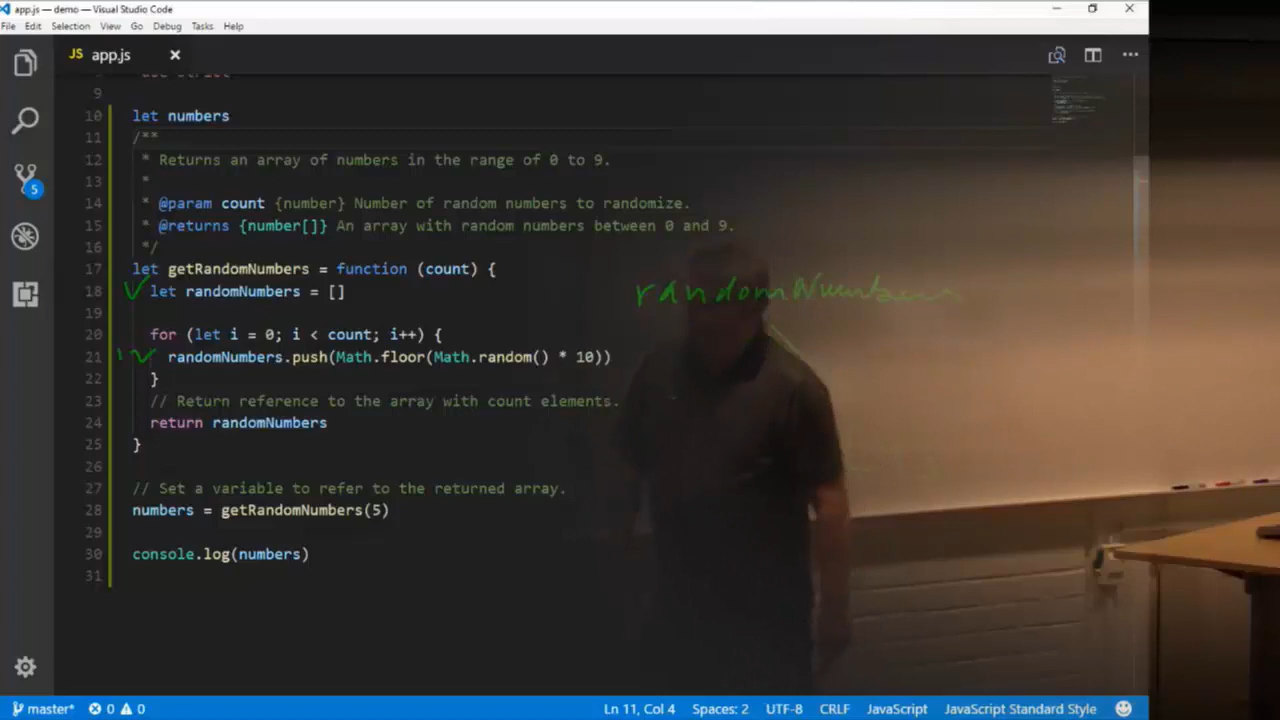 app.js — demo — Visual Studio Code
File Edit Selection View Go Debug Tasks Help
JS app.js
9
10 let numbers
11 /**
12 * Returns an array of numbers in the range of 0 to 9.
13 *
14 * @param count {number} Number of random numbers to randomize.
15 * @returns {number[]} An array with random numbers between 0 and 9.
16 */
17 let getRandomNumbers = function (count) {
18 let randomNumbers = []
randomNumbers
19
20 for (let i = 0; i < count; i++) {
21 randomNumbers.push(Math.floor(Math.random() * 10))
22 }
23 // Return reference to the array with count elements.
24 return randomNumbers
25 }
26
27 // Set a variable to refer to the returned array.
28 numbers = getRandomNumbers(5)
29
30 console.log(numbers)
31
5
master* 0 0 Ln 11, Col 4 Spaces: 2 UTF-8 CRLF JavaScript JavaScript Standard Style